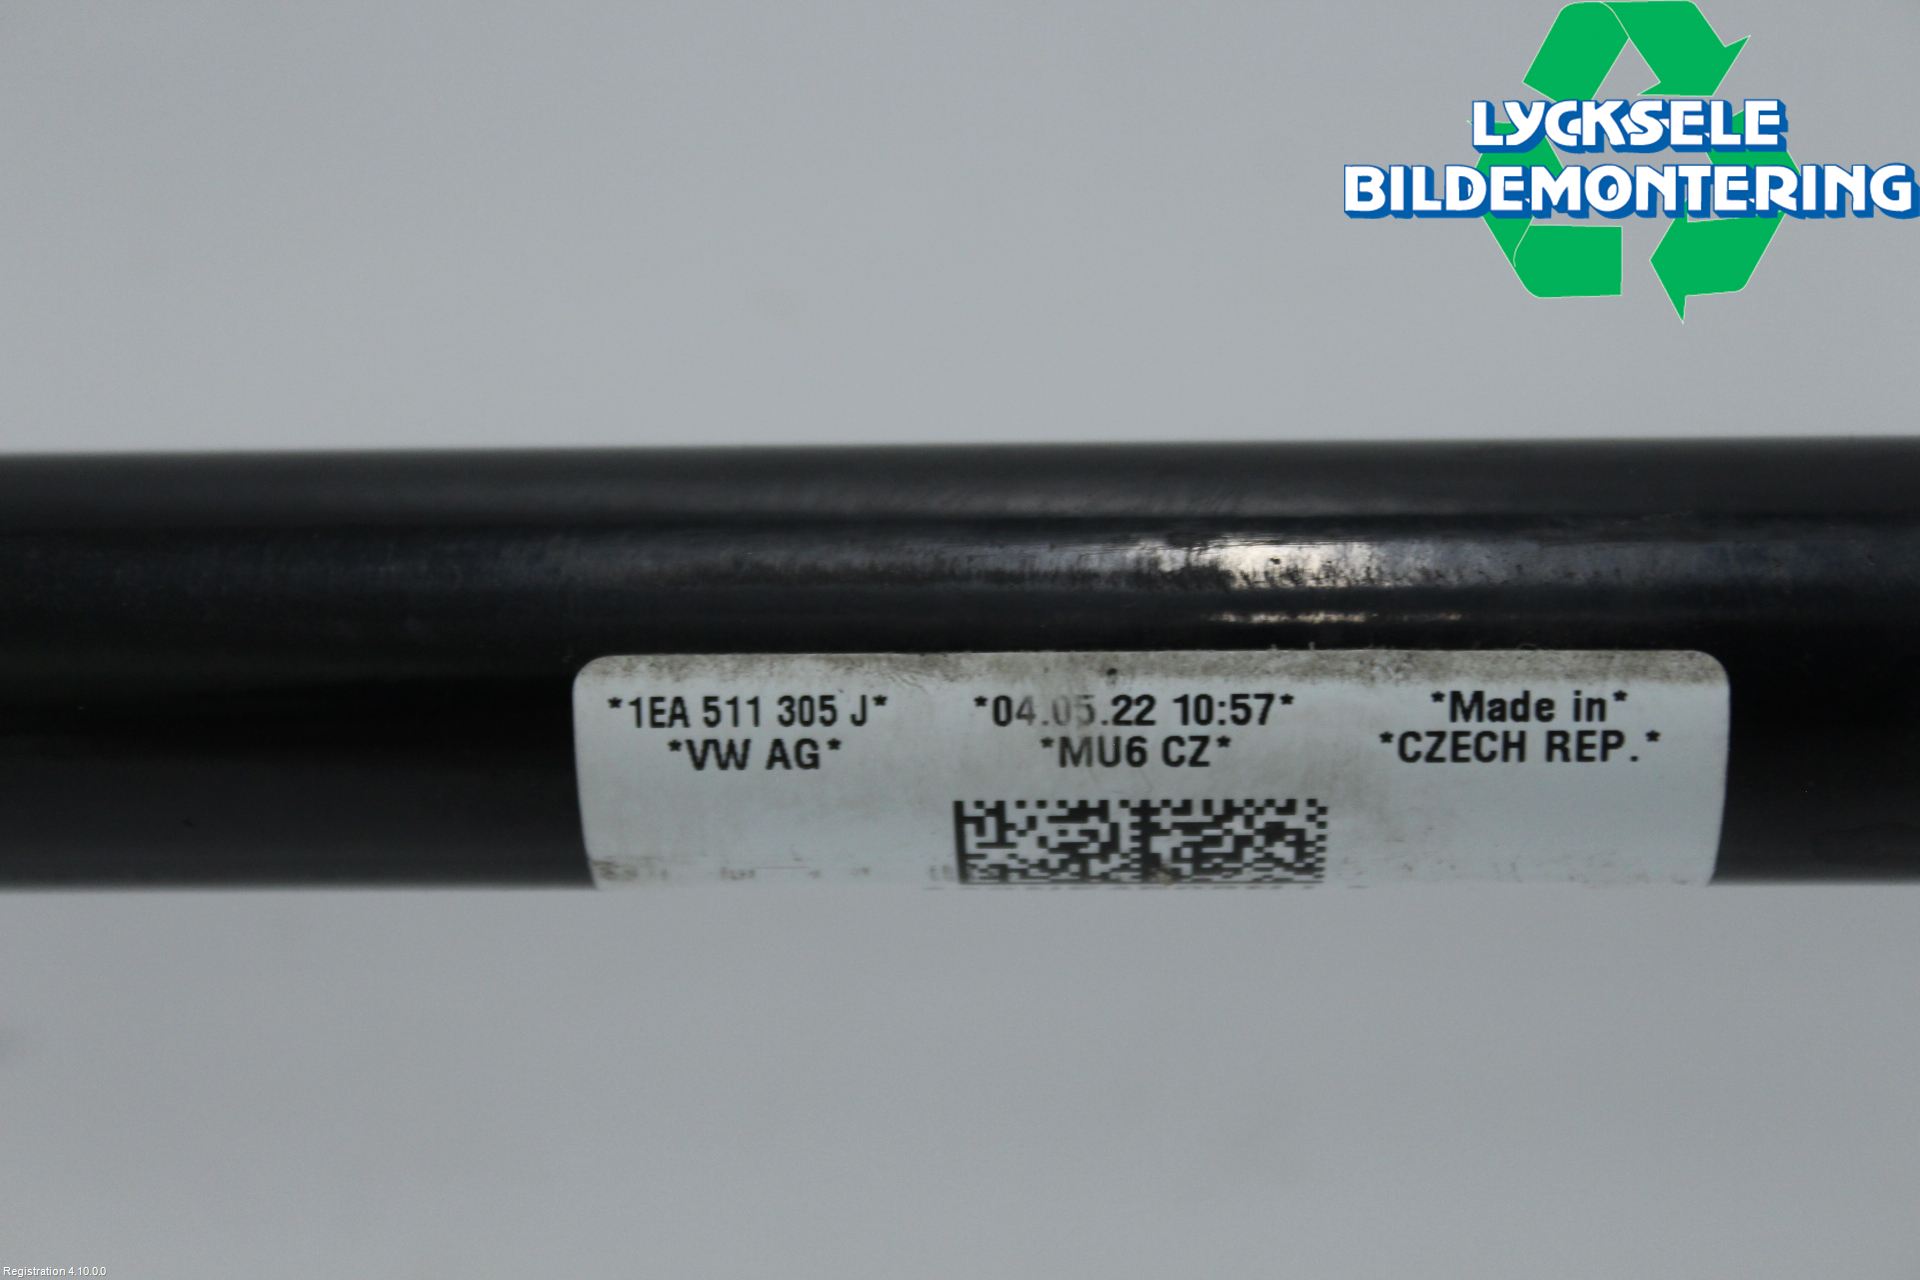 LYCKSELE
BILDEMONTERING
*1EA 511 305 J* *04.05.22 10:57* *Made in*
*VW AG* *MU6 CZ* *CZECH REP.*
Registration 4.10.0.0